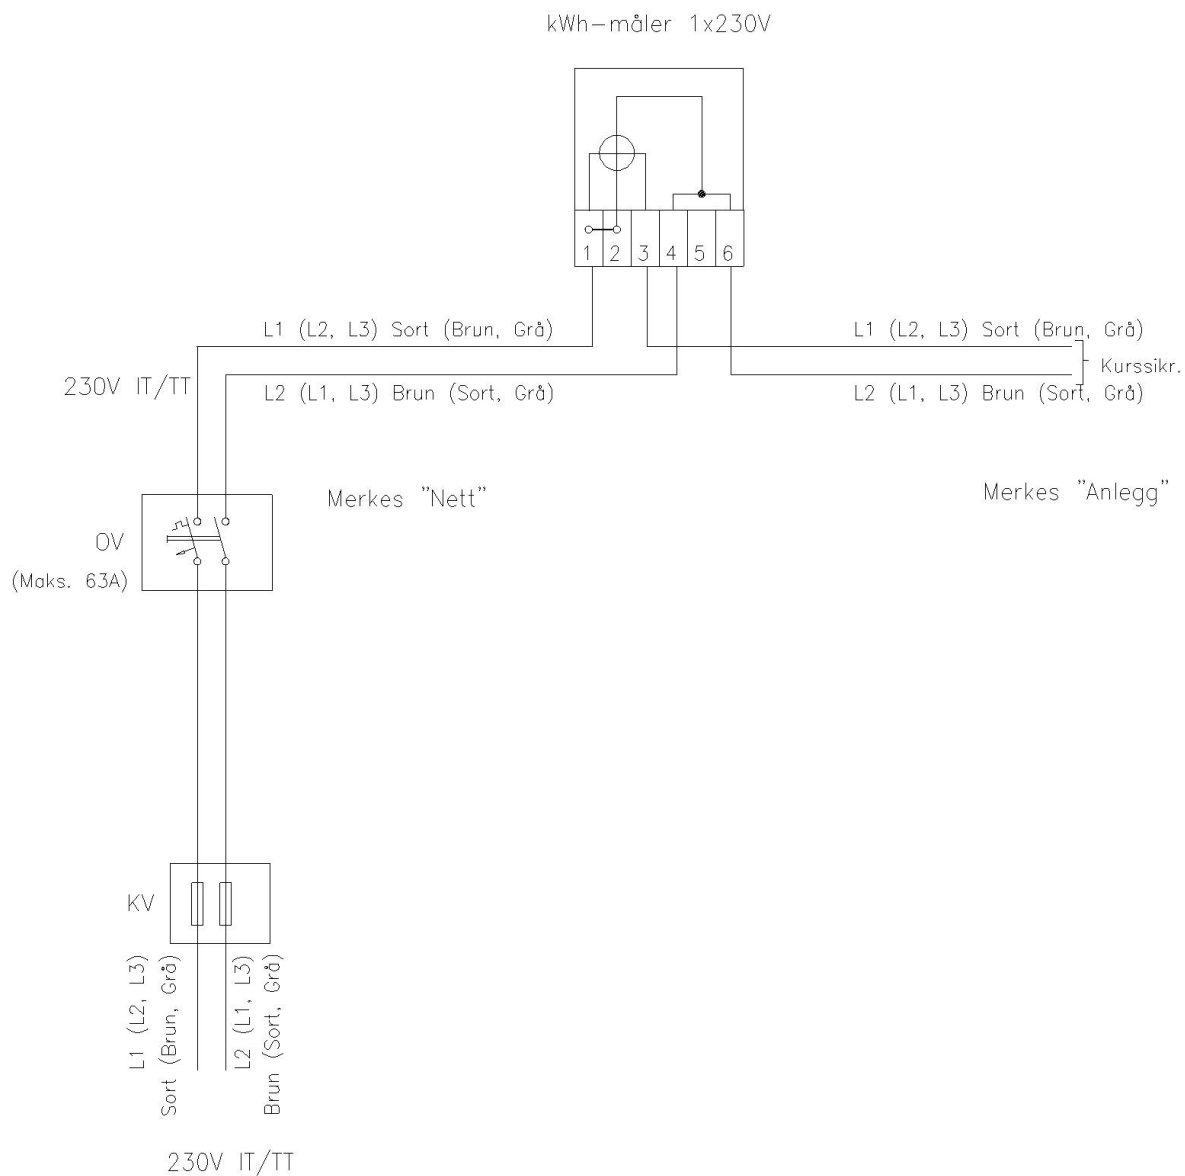 kWh-måler 1x230V
1 2 3 4 5 6
L1 (L2, L3) Sort (Brun, Grå)
L1 (L2, L3) Sort (Brun, Grå)
Kurssikr.
230V IT/TT
L2 (L1, L3) Brun (Sort, Grå)
L2 (L1, L3) Brun (Sort, Grå)
Merkes "Nett"
Merkes "Anlegg"
OV
(Maks. 63A)
KV
L1 (L2, L3)
Sort (Brun, Grå)
L2 (L1, L3)
Brun (Sort, Grå)
230V IT/TT